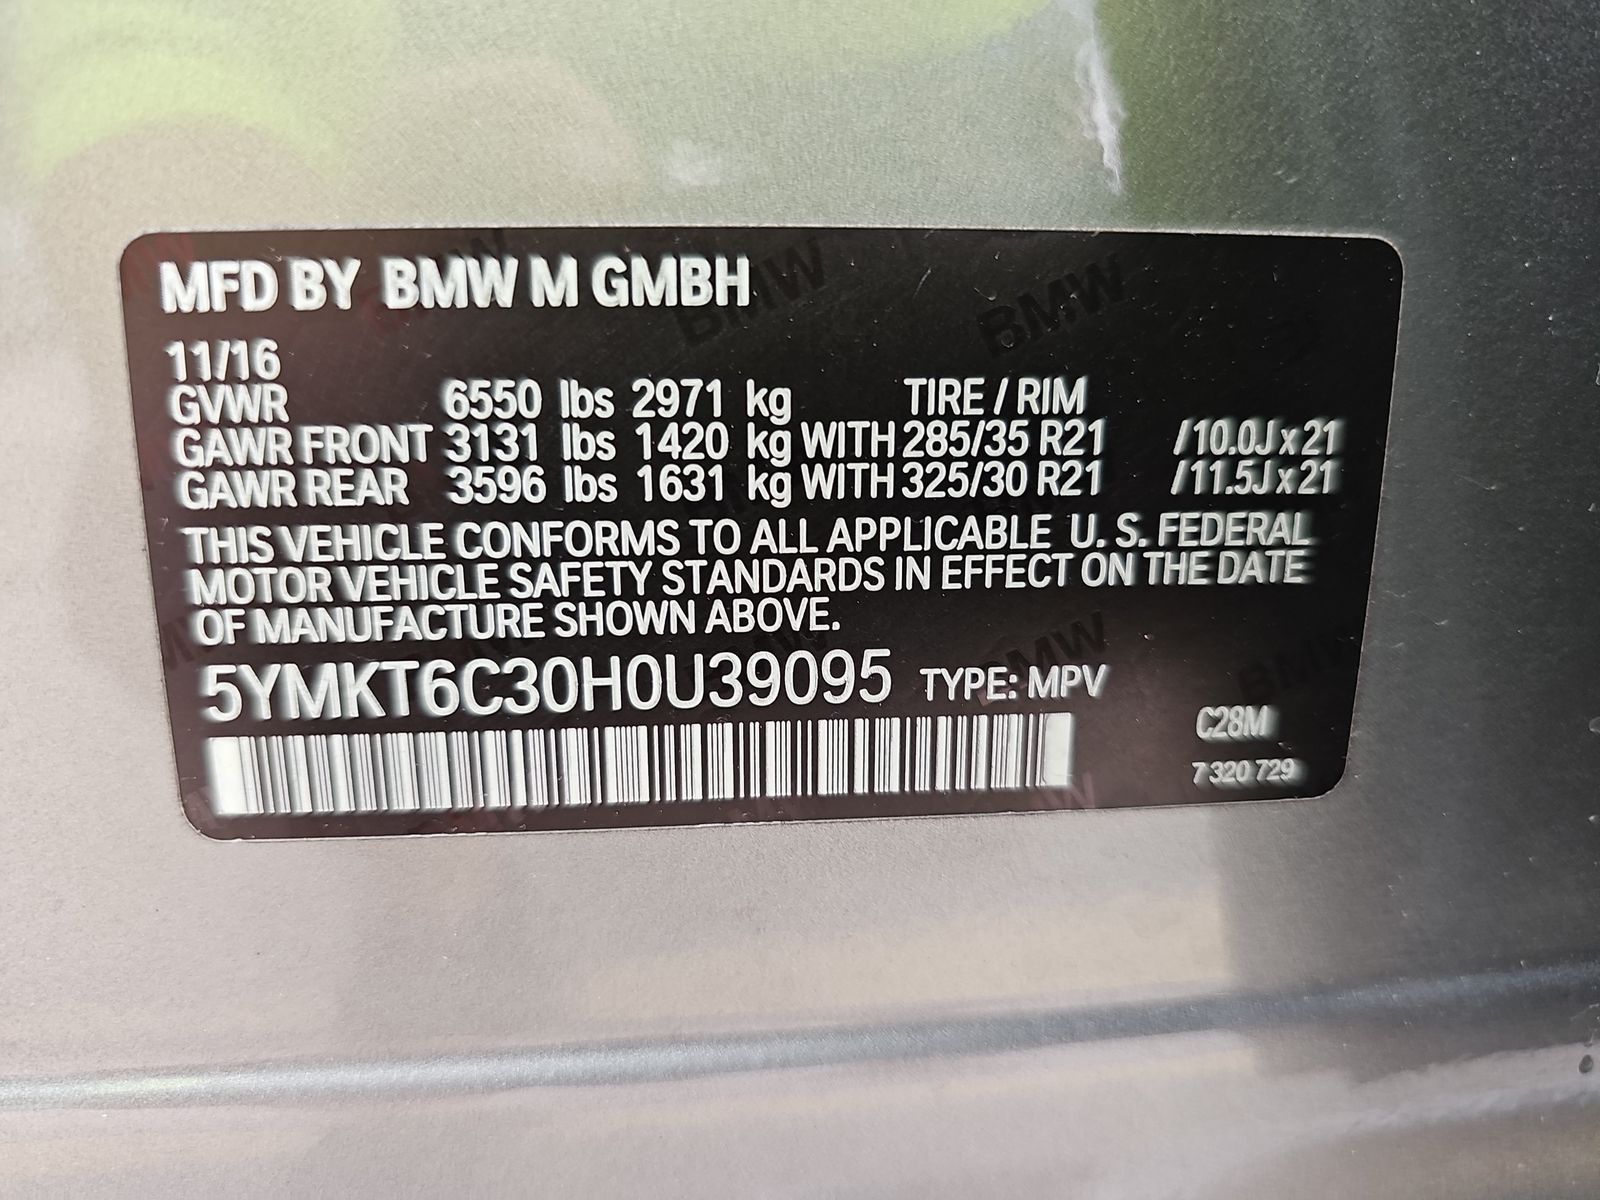 MFD BY BMW M GMBH
11/16
GVWR 6550 lbs 2971 kg TIRE / RIM
GAWR FRONT 3131 lbs 1420 kg WITH 285/35 R21 /10.0J x 21
GAWR REAR 3596 lbs 1631 kg WITH 325/30 R21 /11.5J x 21
THIS VEHICLE CONFORMS TO ALL APPLICABLE U. S. FEDERAL
MOTOR VEHICLE SAFETY STANDARDS IN EFFECT ON THE DATE
OF MANUFACTURE SHOWN ABOVE.
5YMKT6C30H0U39095 TYPE: MPV
C28M
7 320 729